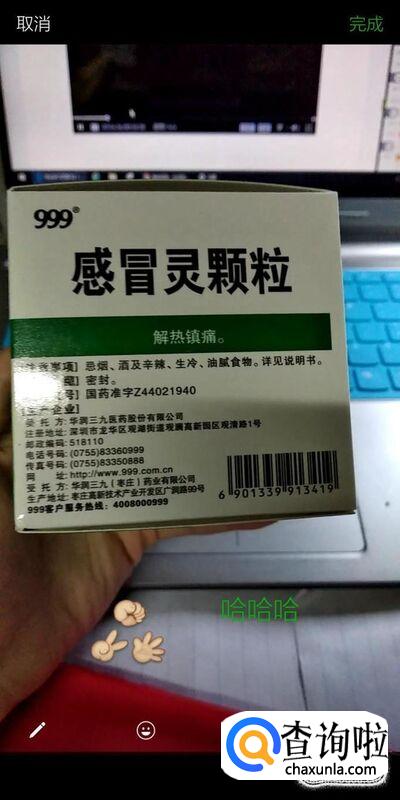 取消
完成
999®
感冒灵颗粒
解热镇痛。
忌烟、酒及辛辣、生冷、油腻食物。详见说明书。
密封。
国药准字Z44021940
生产企业
委托方：华润三九医药股份有限公司
注册地址：深圳市龙华区观湖街道观澜高新园区观清路1号
邮政编码：518110
电话号码：(0755)83360999
传真号码：(0755)83350888
网址：http://www.999.com.cn
受托方：华润三九（枣庄）药业有限公司
生产地址：枣庄高新技术产业开发区广润路99号
999客户服务热线：4008000999
6 901339 913419
哈哈哈
查询啦
chaxunla.com